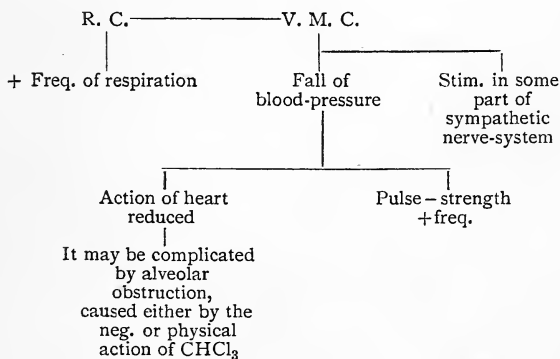 R. C. V. M. C.
+ Freq. of respiration
Fall of
blood-pressure
Stim. in some
part of
sympathetic
nerve-system
Action of heart
reduced
Pulse – strength
+ freq.
It may be complicated
by alveolar
obstruction,
caused either by the
neg. or physical
action of CHCl₃